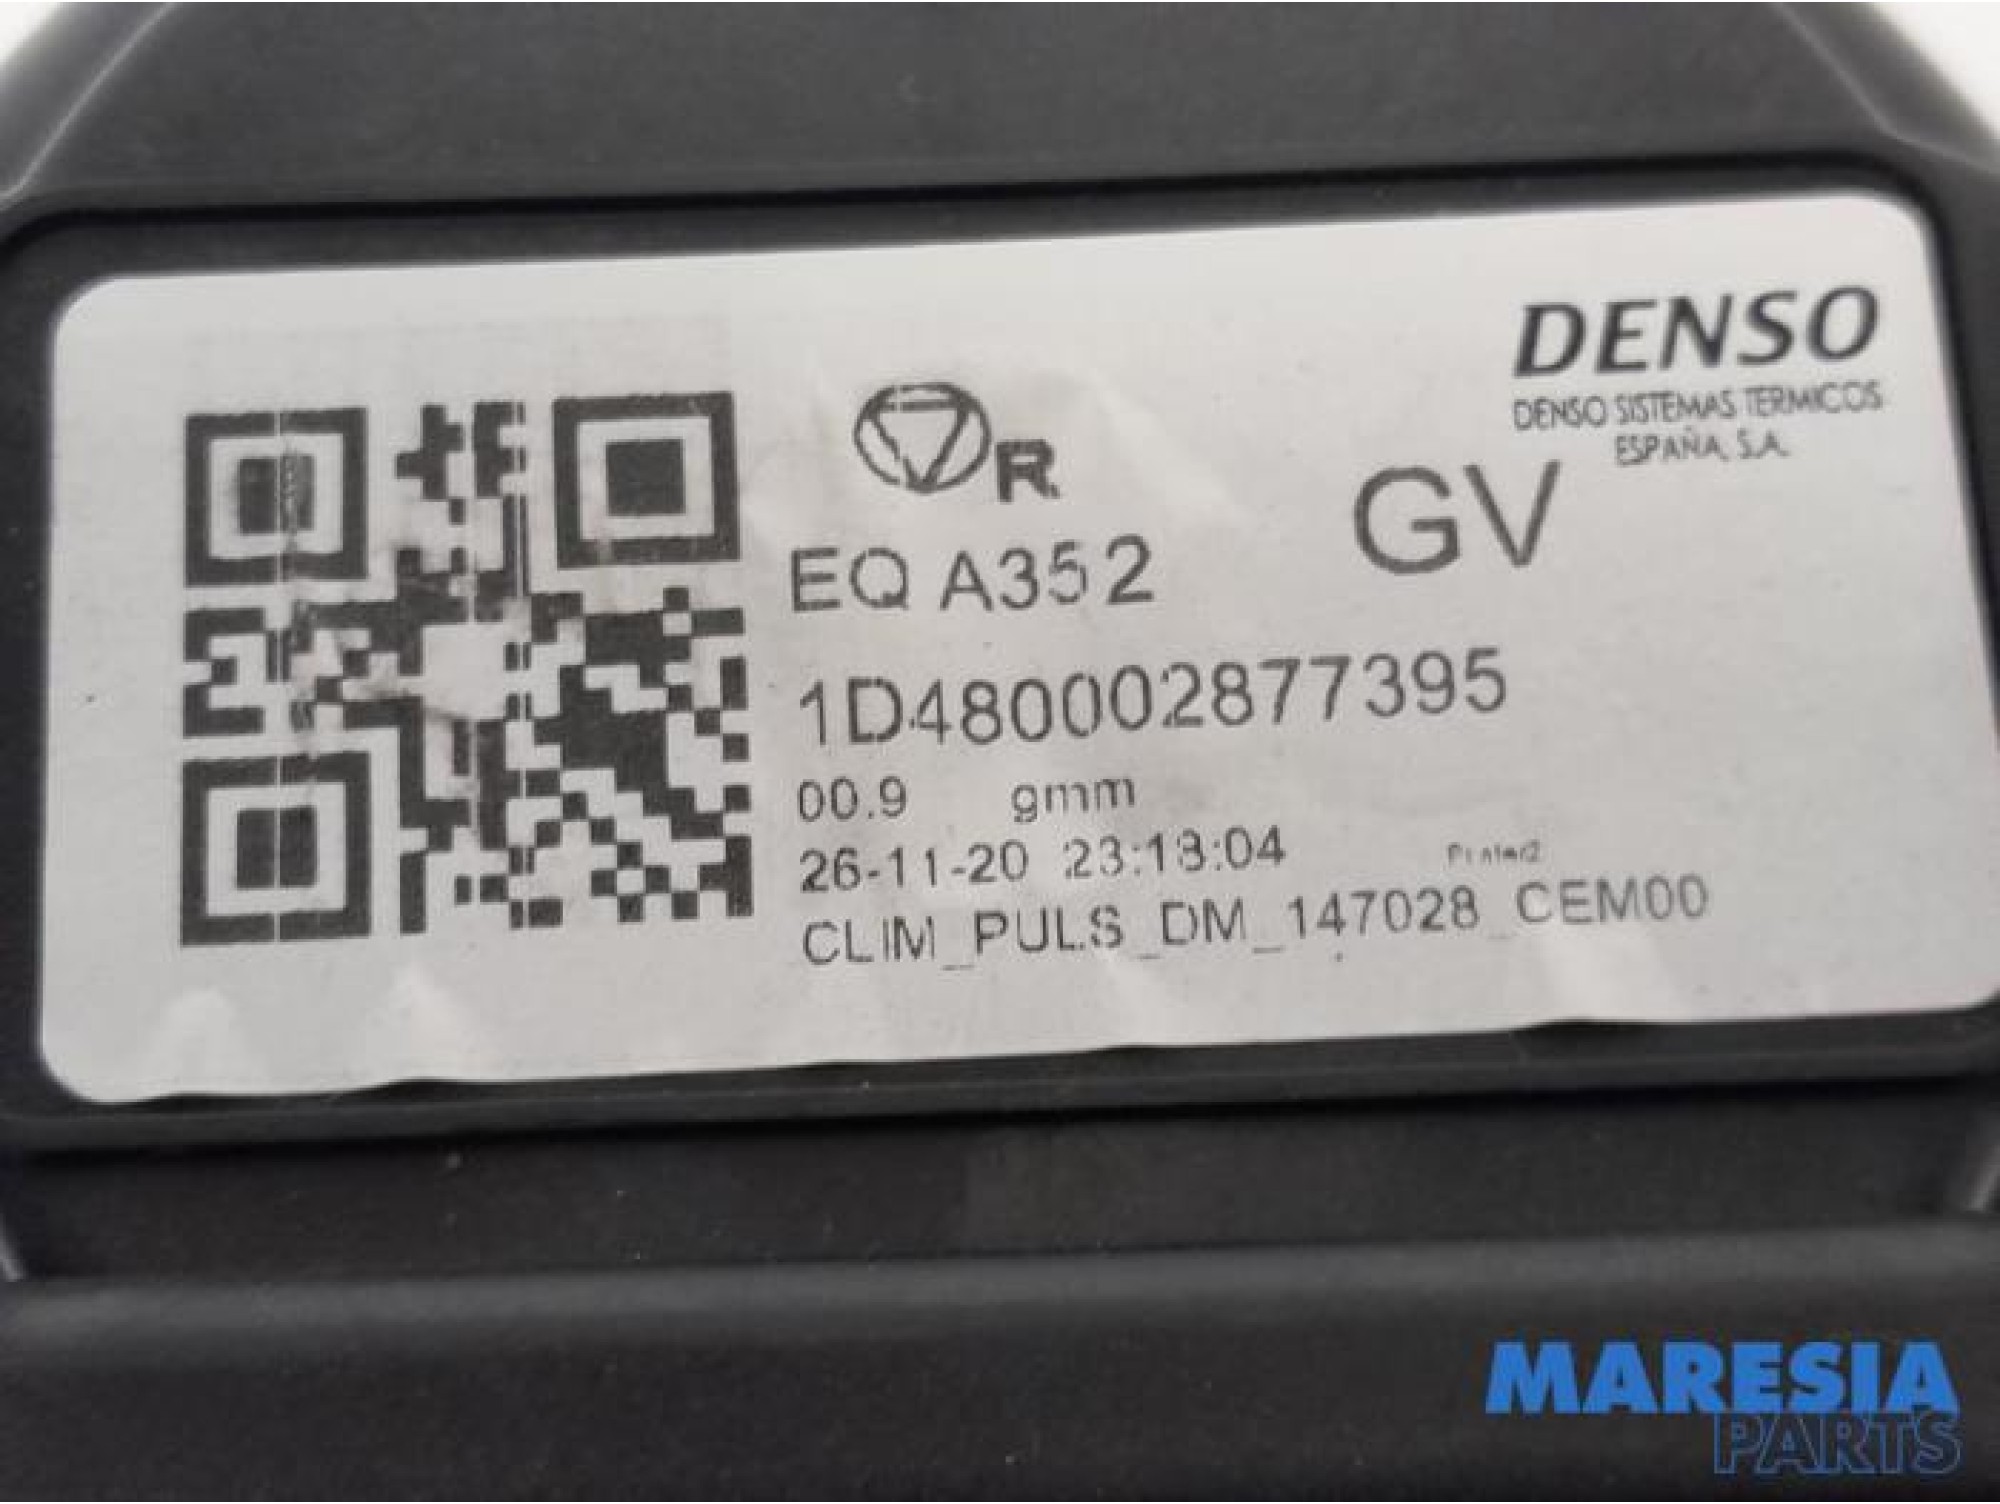 DENSO
DENSO SISTEMAS TERMICOS
ESPAÑA, S.A.
R
GV
EQ A352
1D480002877395
00.9 gmm
26-11-20 23:18:04
CLIM_PULS_DM_147028_CEM00
MARESIA
PARTS